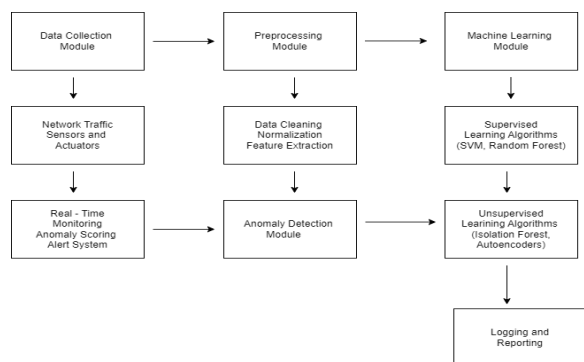 Data Collection
Module
Preprocessing
Module
Machine Learning
Module
Network Traffic
Sensors and
Actuators
Data Cleaning
Normalization
Feature Extraction
Supervised
Learning Algorithms
(SVM, Random Forest)
Real - Time
Monitoring
Anomaly Scoring
Alert System
Anomaly Detection
Module
Unsupervised
Learining Algorithms
(Isolation Forest,
Autoencoders)
Logging and
Reporting